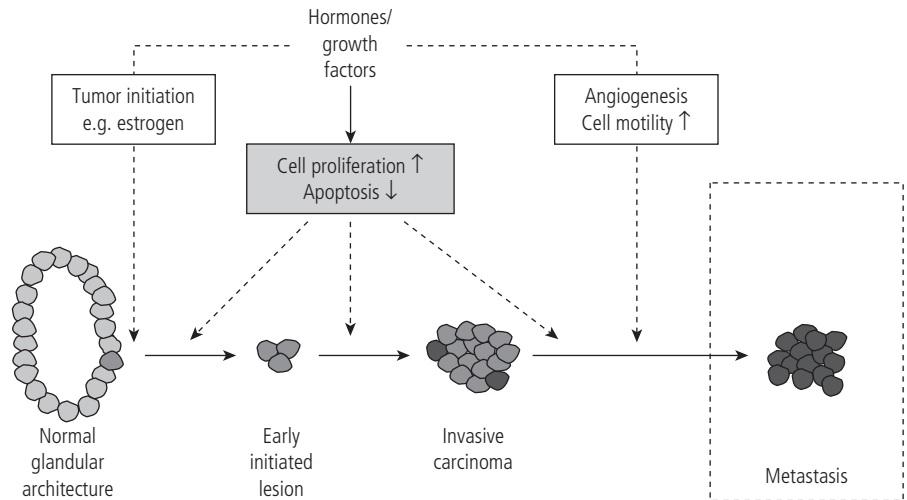 Hormones/
growth
factors
Tumor initiation
e.g. estrogen
Angiogenesis
Cell motility ↑
Cell proliferation ↑
Apoptosis ↓
Normal
glandular
architecture
Early
initiated
lesion
Invasive
carcinoma
Metastasis